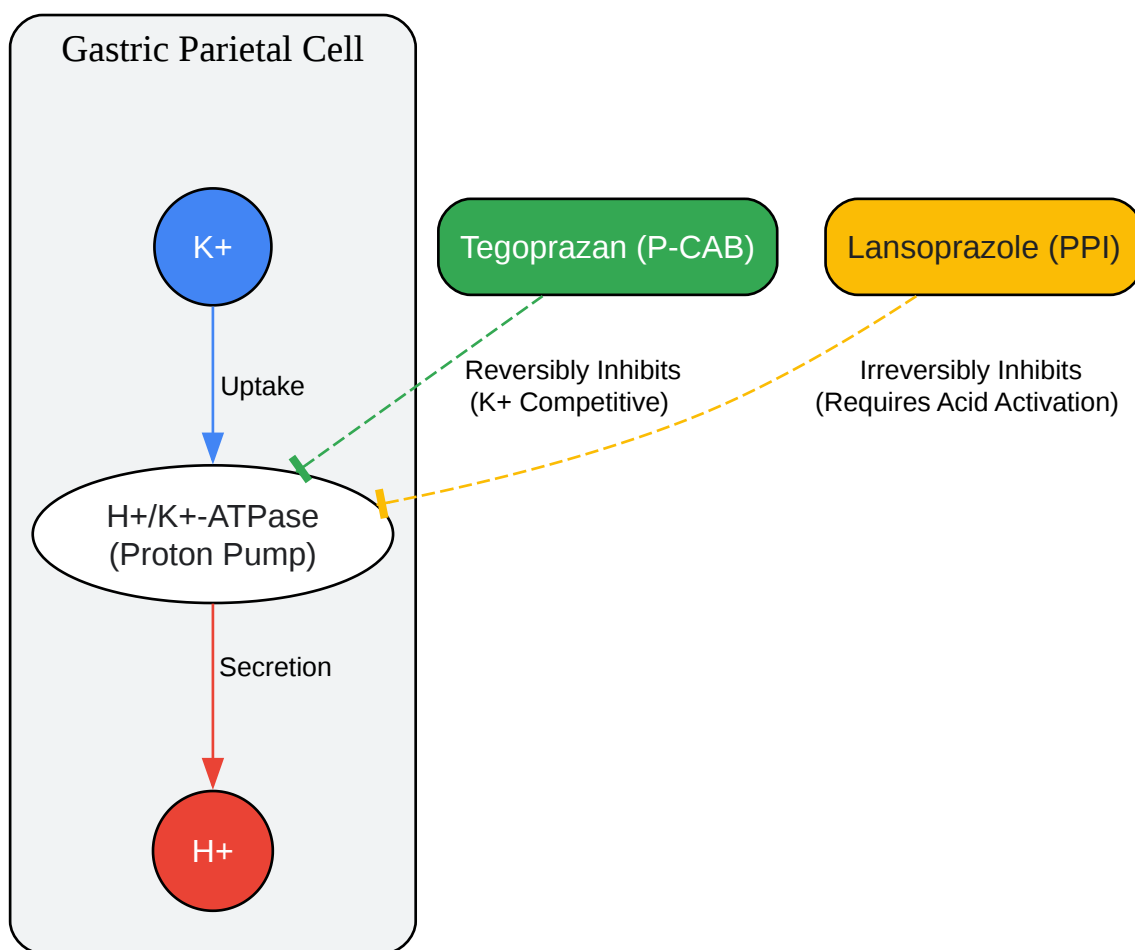 Gastric Parietal Cell
K+
Tegoprazan (P-CAB)
Lansoprazole (PPI)
Uptake
Reversibly Inhibits
(K+ Competitive)
Irreversibly Inhibits
(Requires Acid Activation)
H+/K+-ATPase
(Proton Pump)
Secretion
H+